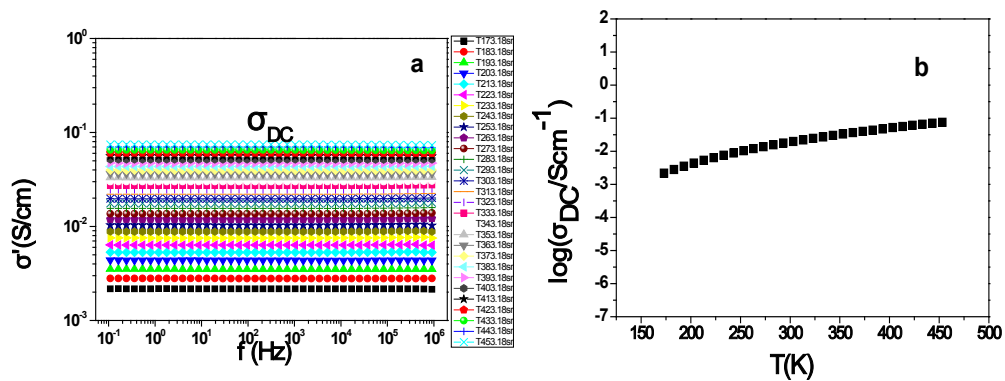 a
σDC
σ'(S/cm)
10⁰
10⁻¹
10⁻²
10⁻³
10⁻¹ 10⁰ 10¹ 10² 10³ 10⁴ 10⁵ 10⁶
f (Hz)
T173.18sr
T183.18sr
T193.18sr
T203.18sr
T213.18sr
T223.18sr
T233.18sr
T243.18sr
T253.18sr
T263.18sr
T273.18sr
T283.18sr
T293.18sr
T303.18sr
T313.18sr
T323.18sr
T333.18sr
T343.18sr
T353.18sr
T363.18sr
T373.18sr
T383.18sr
T393.18sr
T403.18sr
T413.18sr
T423.18sr
T433.18sr
T443.18sr
T453.18sr
b
log(σDC/Scm⁻¹)
2
1
0
-1
-2
-3
-4
-5
-6
-7
150 200 250 300 350 400 450 500
T(K)